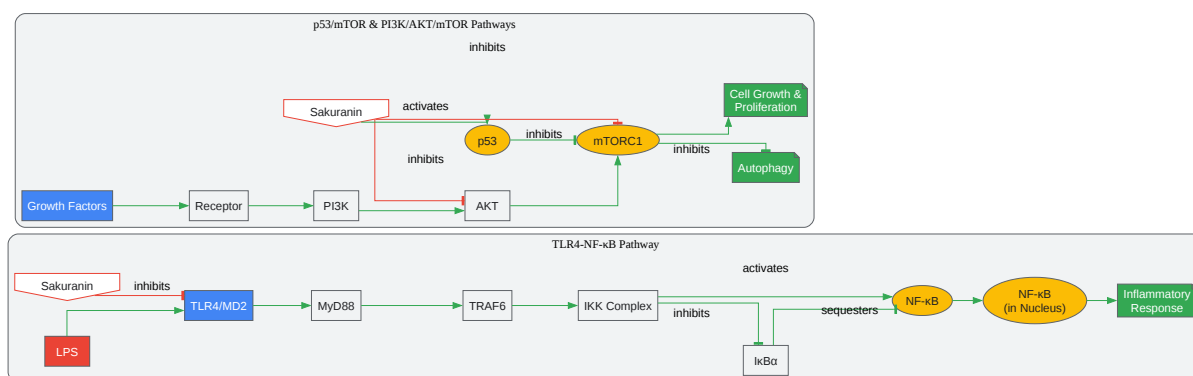 p53/mTOR & PI3K/AKT/mTOR Pathways
inhibits
Cell Growth &
Proliferation
Sakuranin
activates
p53
inhibits
mTORC1
inhibits
inhibits
Autophagy
Growth Factors
Receptor
PI3K
AKT
TLR4-NF-κB Pathway
activates
Sakuranin
inhibits
TLR4/MD2
MyD88
TRAF6
IKK Complex
inhibits
sequesters
NF-κB
NF-κB
(in Nucleus)
Inflammatory
Response
LPS
IκBα